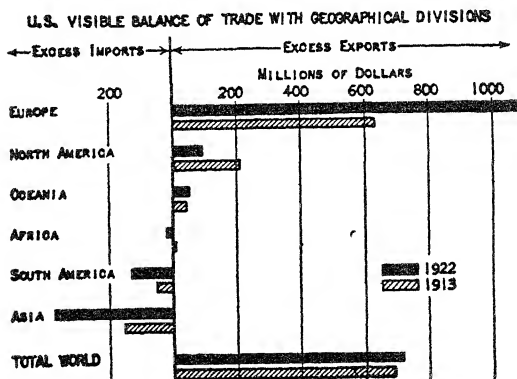 U.S. VISIBLE BALANCE OF TRADE WITH GEOGRAPHICAL DIVISIONS
EXCESS IMPORTS EXCESS EXPORTS
MILLIONS OF DOLLARS
200 200 400 600 800 1000
EUROPE
NORTH AMERICA
OCEANIA
AFRICA
SOUTH AMERICA 1922
1913
ASIA
TOTAL WORLD